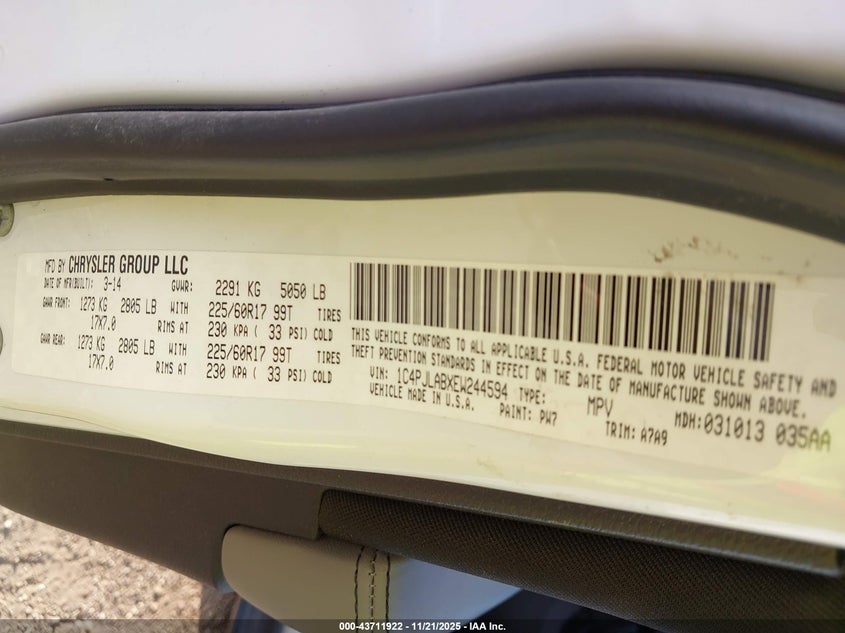 MFD BY CHRYSLER GROUP LLC
DATE OF MFR(BUILT): 3-14 GVWR: 2291 KG 5050 LB
GAWR FRONT: 1273 KG 2805 LB WITH 225/60R17 99T TIRES
17X7.0 RIMS AT 230 KPA ( 33 PSI) COLD
GAWR REAR: 1273 KG 2805 LB WITH 225/60R17 99T TIRES
17X7.0 RIMS AT 230 KPA ( 33 PSI) COLD
THIS VEHICLE CONFORMS TO ALL APPLICABLE U.S.A. FEDERAL MOTOR VEHICLE SAFETY AND
THEFT PREVENTION STANDARDS IN EFFECT ON THE DATE OF MANUFACTURE SHOWN ABOVE.
VIN: 1C4PJLABXEW244594 TYPE: MPV MDH:031013 035AA
VEHICLE MADE IN U.S.A. PAINT: PW7 TRIM: A7A9
000-43711922 - 11/21/2025 - IAA Inc.